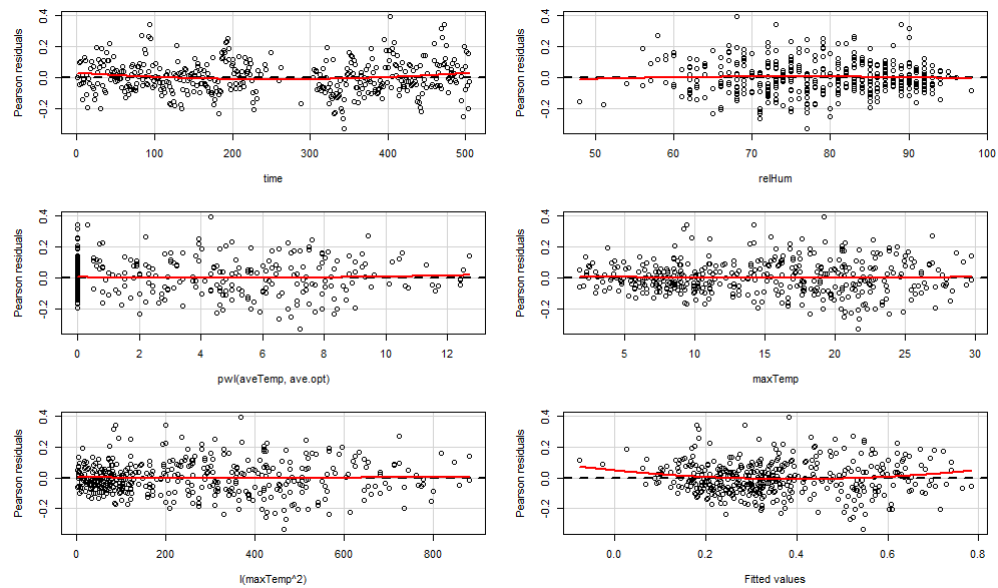 Pearson residuals
-0.2 0.0 0.2 0.4
0 100 200 300 400 500
time
Pearson residuals
-0.2 0.0 0.2 0.4
50 60 70 80 90 100
relHum
Pearson residuals
-0.2 0.0 0.2 0.4
0 2 4 6 8 10 12
pwl(aveTemp, ave.opt)
Pearson residuals
-0.2 0.0 0.2 0.4
5 10 15 20 25 30
maxTemp
Pearson residuals
-0.2 0.0 0.2 0.4
0 200 400 600 800
I(maxTemp^2)
Pearson residuals
-0.2 0.0 0.2 0.4
0.0 0.2 0.4 0.6 0.8
Fitted values